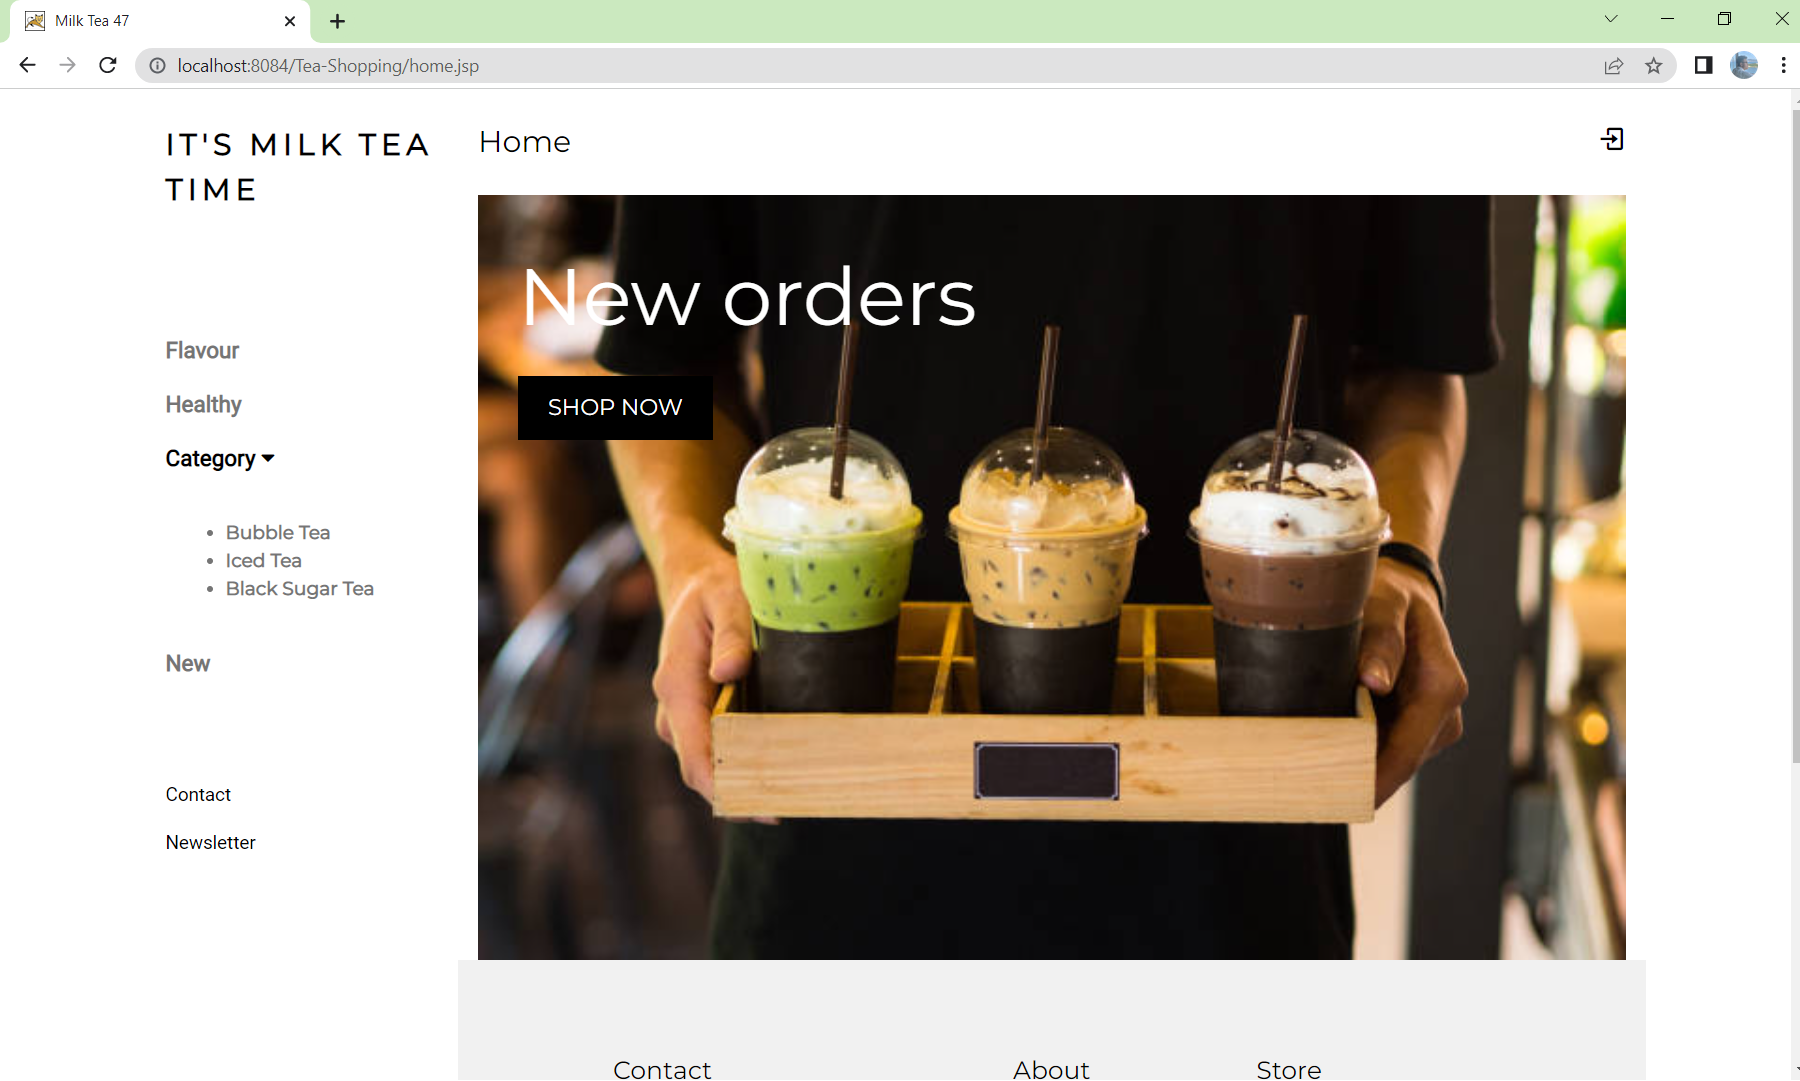 Milk Tea 47
localhost:8084/Tea-Shopping/home.jsp
IT'S MILK TEA
TIME
Home
New orders
SHOP NOW
Flavour
Healthy
Category
Bubble Tea
Iced Tea
Black Sugar Tea
New
Contact
Newsletter
Contact
About
Store